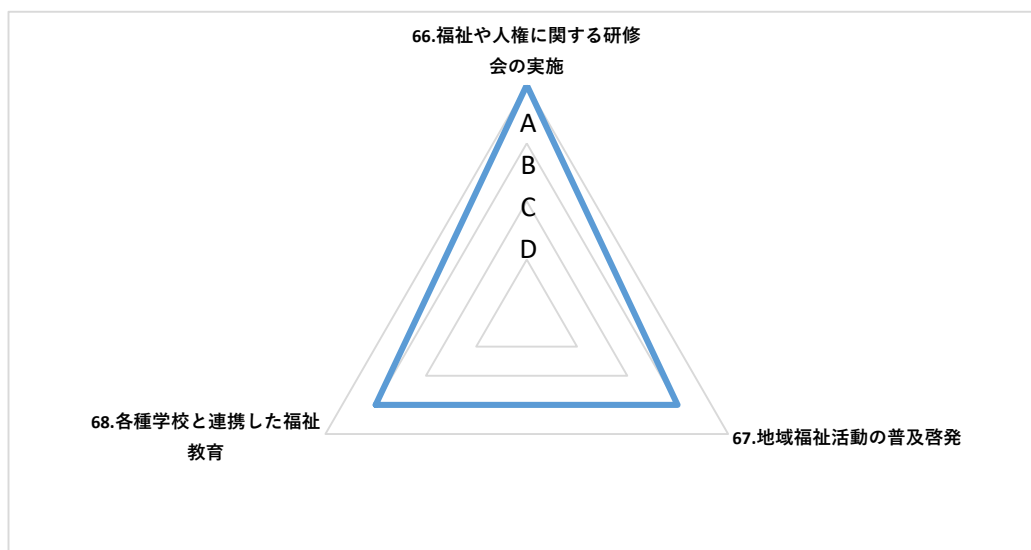 66.福祉や人権に関する研修
会の実施
A
B
C
D
68.各種学校と連携した福祉
教育
67.地域福祉活動の普及啓発